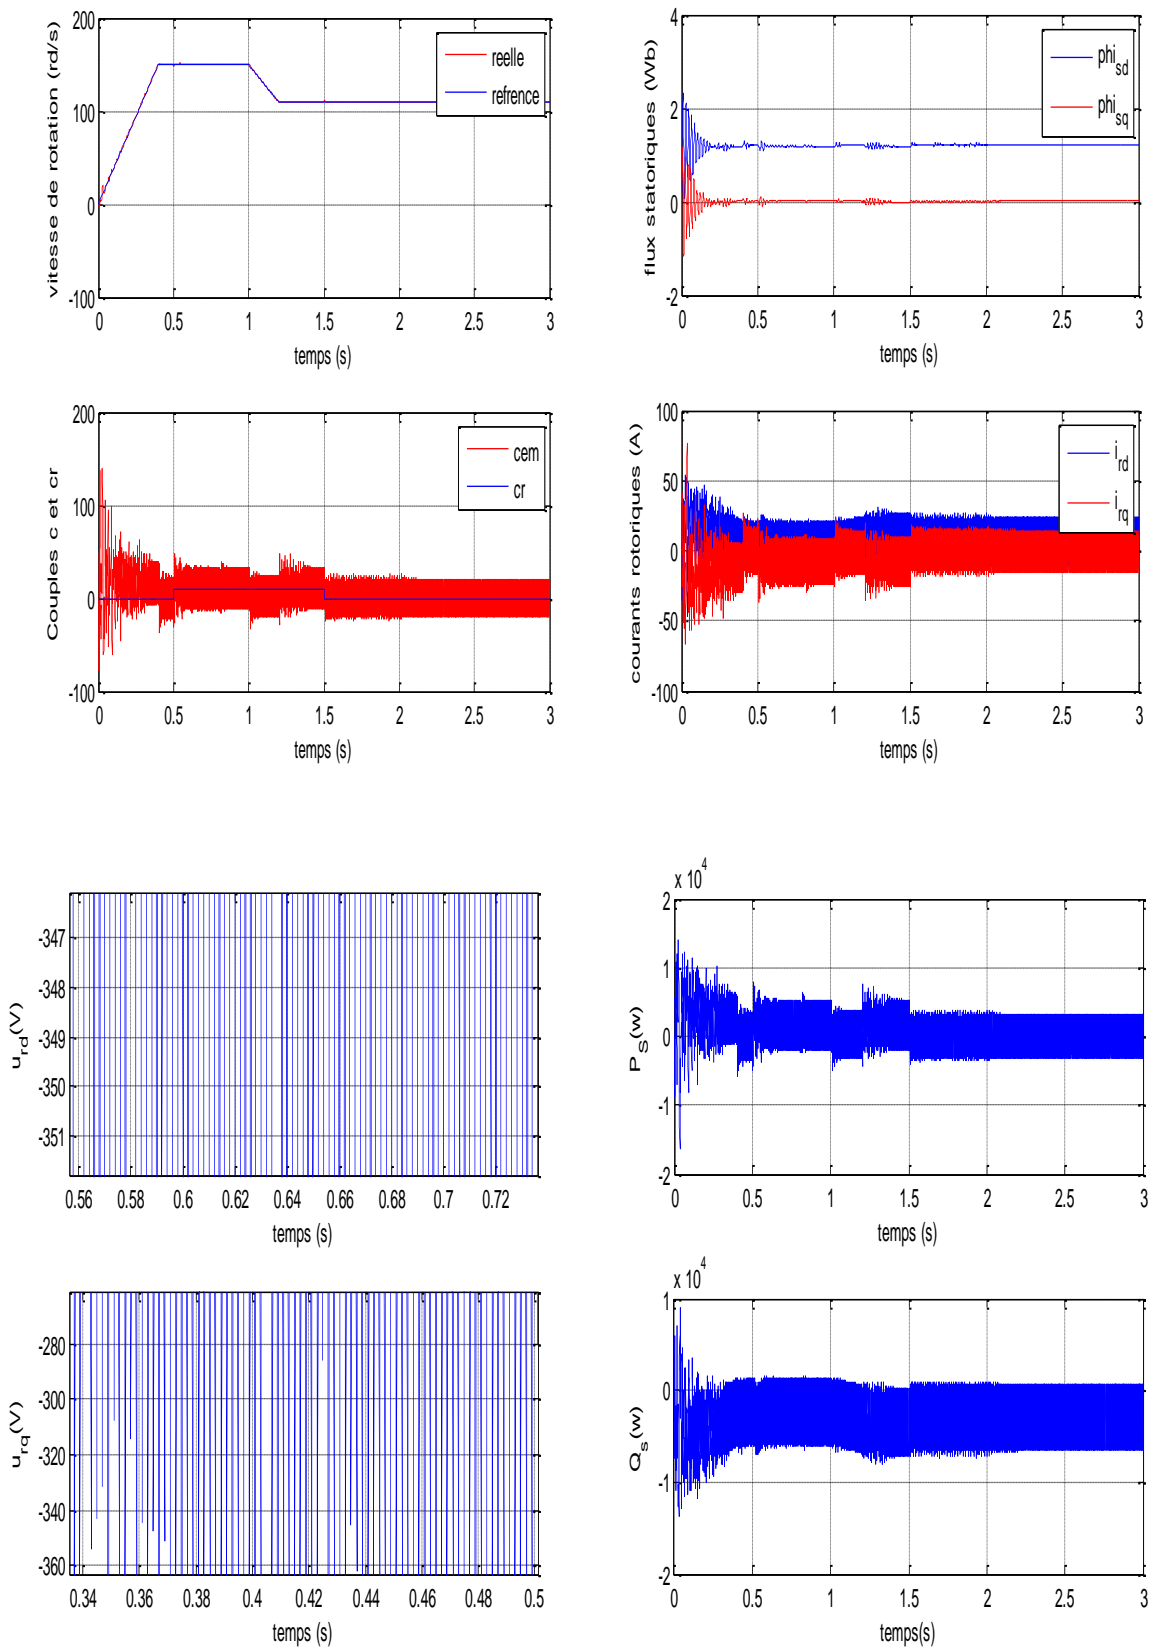 vitesse de rotation (rd/s)
200
100
0
-100
0 0.5 1 1.5 2 2.5 3
temps (s)
reelle
refrence
flux statoriques (Wb)
4
2
0
-2
0 0.5 1 1.5 2 2.5 3
temps (s)
phi_sd
phi_sq
Couples c et cr
200
100
0
-100
0 0.5 1 1.5 2 2.5 3
temps (s)
cem
cr
courants rotoriques (A)
100
50
0
-50
-100
0 0.5 1 1.5 2 2.5 3
temps (s)
i_rd
i_rq
u_rd(V)
-347
-348
-349
-350
-351
0.56 0.58 0.6 0.62 0.64 0.66 0.68 0.7 0.72
temps (s)
x 10^4
P_S(w)
2
1
0
-1
-2
0 0.5 1 1.5 2 2.5 3
temps (s)
u_rq(V)
-280
-300
-320
-340
-360
0.34 0.36 0.38 0.4 0.42 0.44 0.46 0.48 0.5
temps (s)
x 10^4
Q_s(w)
1
0
-1
-2
0 0.5 1 1.5 2 2.5 3
temps(s)